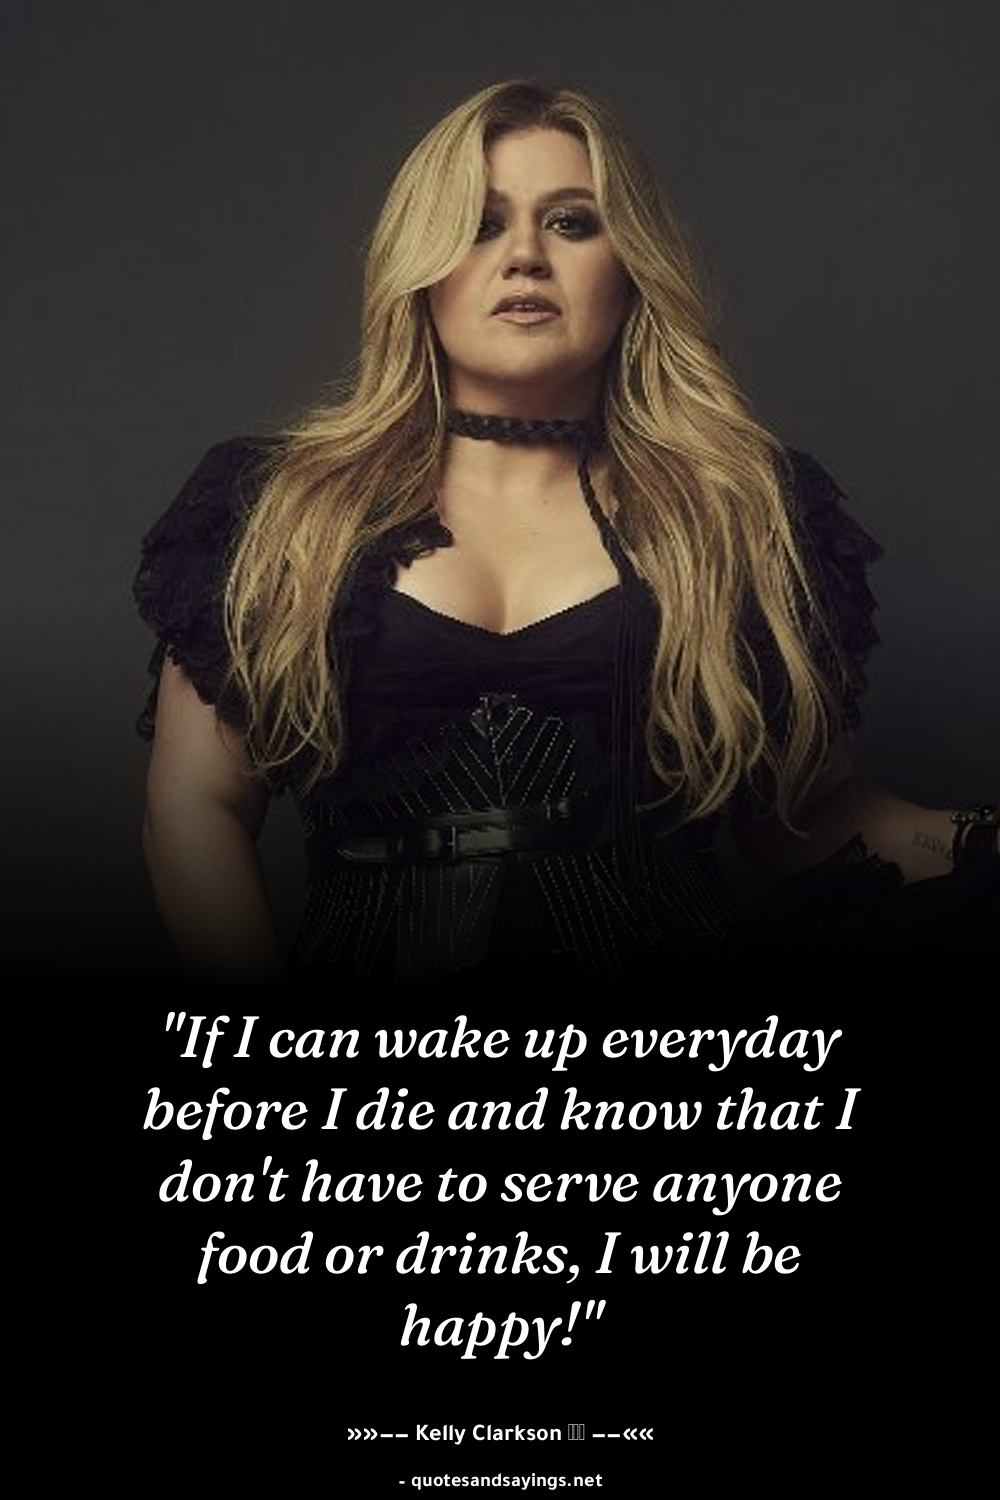 "If I can wake up everyday
before I die and know that I
don't have to serve anyone
food or drinks, I will be
happy!"
»»–– Kelly Clarkson ––««
- quotesandsayings.net